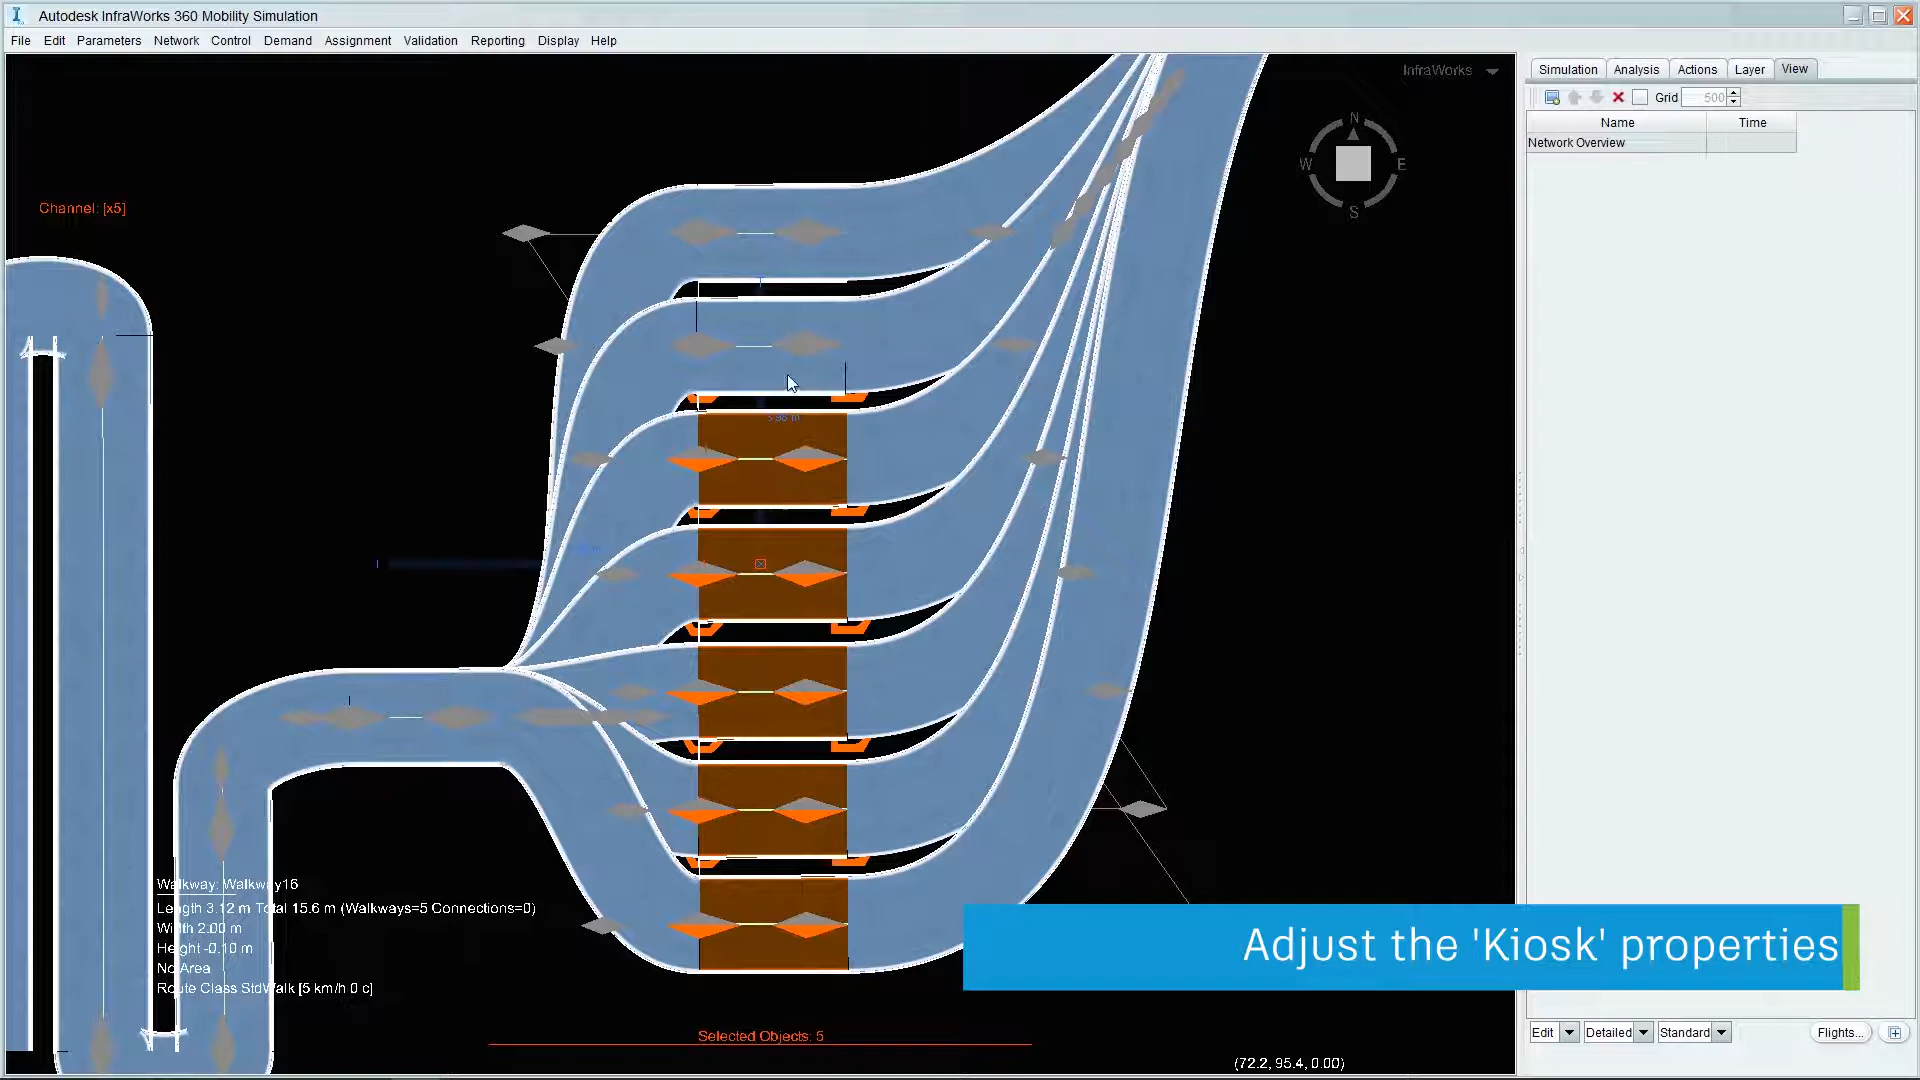 Autodesk InfraWorks 360 Mobility Simulation
File Edit Parameters Network Control Demand Assignment Validation Reporting Display Help
InfraWorks
Simulation Analysis Actions Layer View
Grid 500
Name Time
Network Overview
N
W E
S
Channel: [x5]
Walkway: Walkway16
Length 3.12 m Total 15.6 m (Walkways=5 Connections=0)
Width 2.00 m
Height -0.10 m
No Area
Route Class StdWalk [5 km/h 0 c]
Adjust the 'Kiosk' properties
Selected Objects: 5
(72.2, 95.4, 0.00)
Edit Detailed Standard Flights...